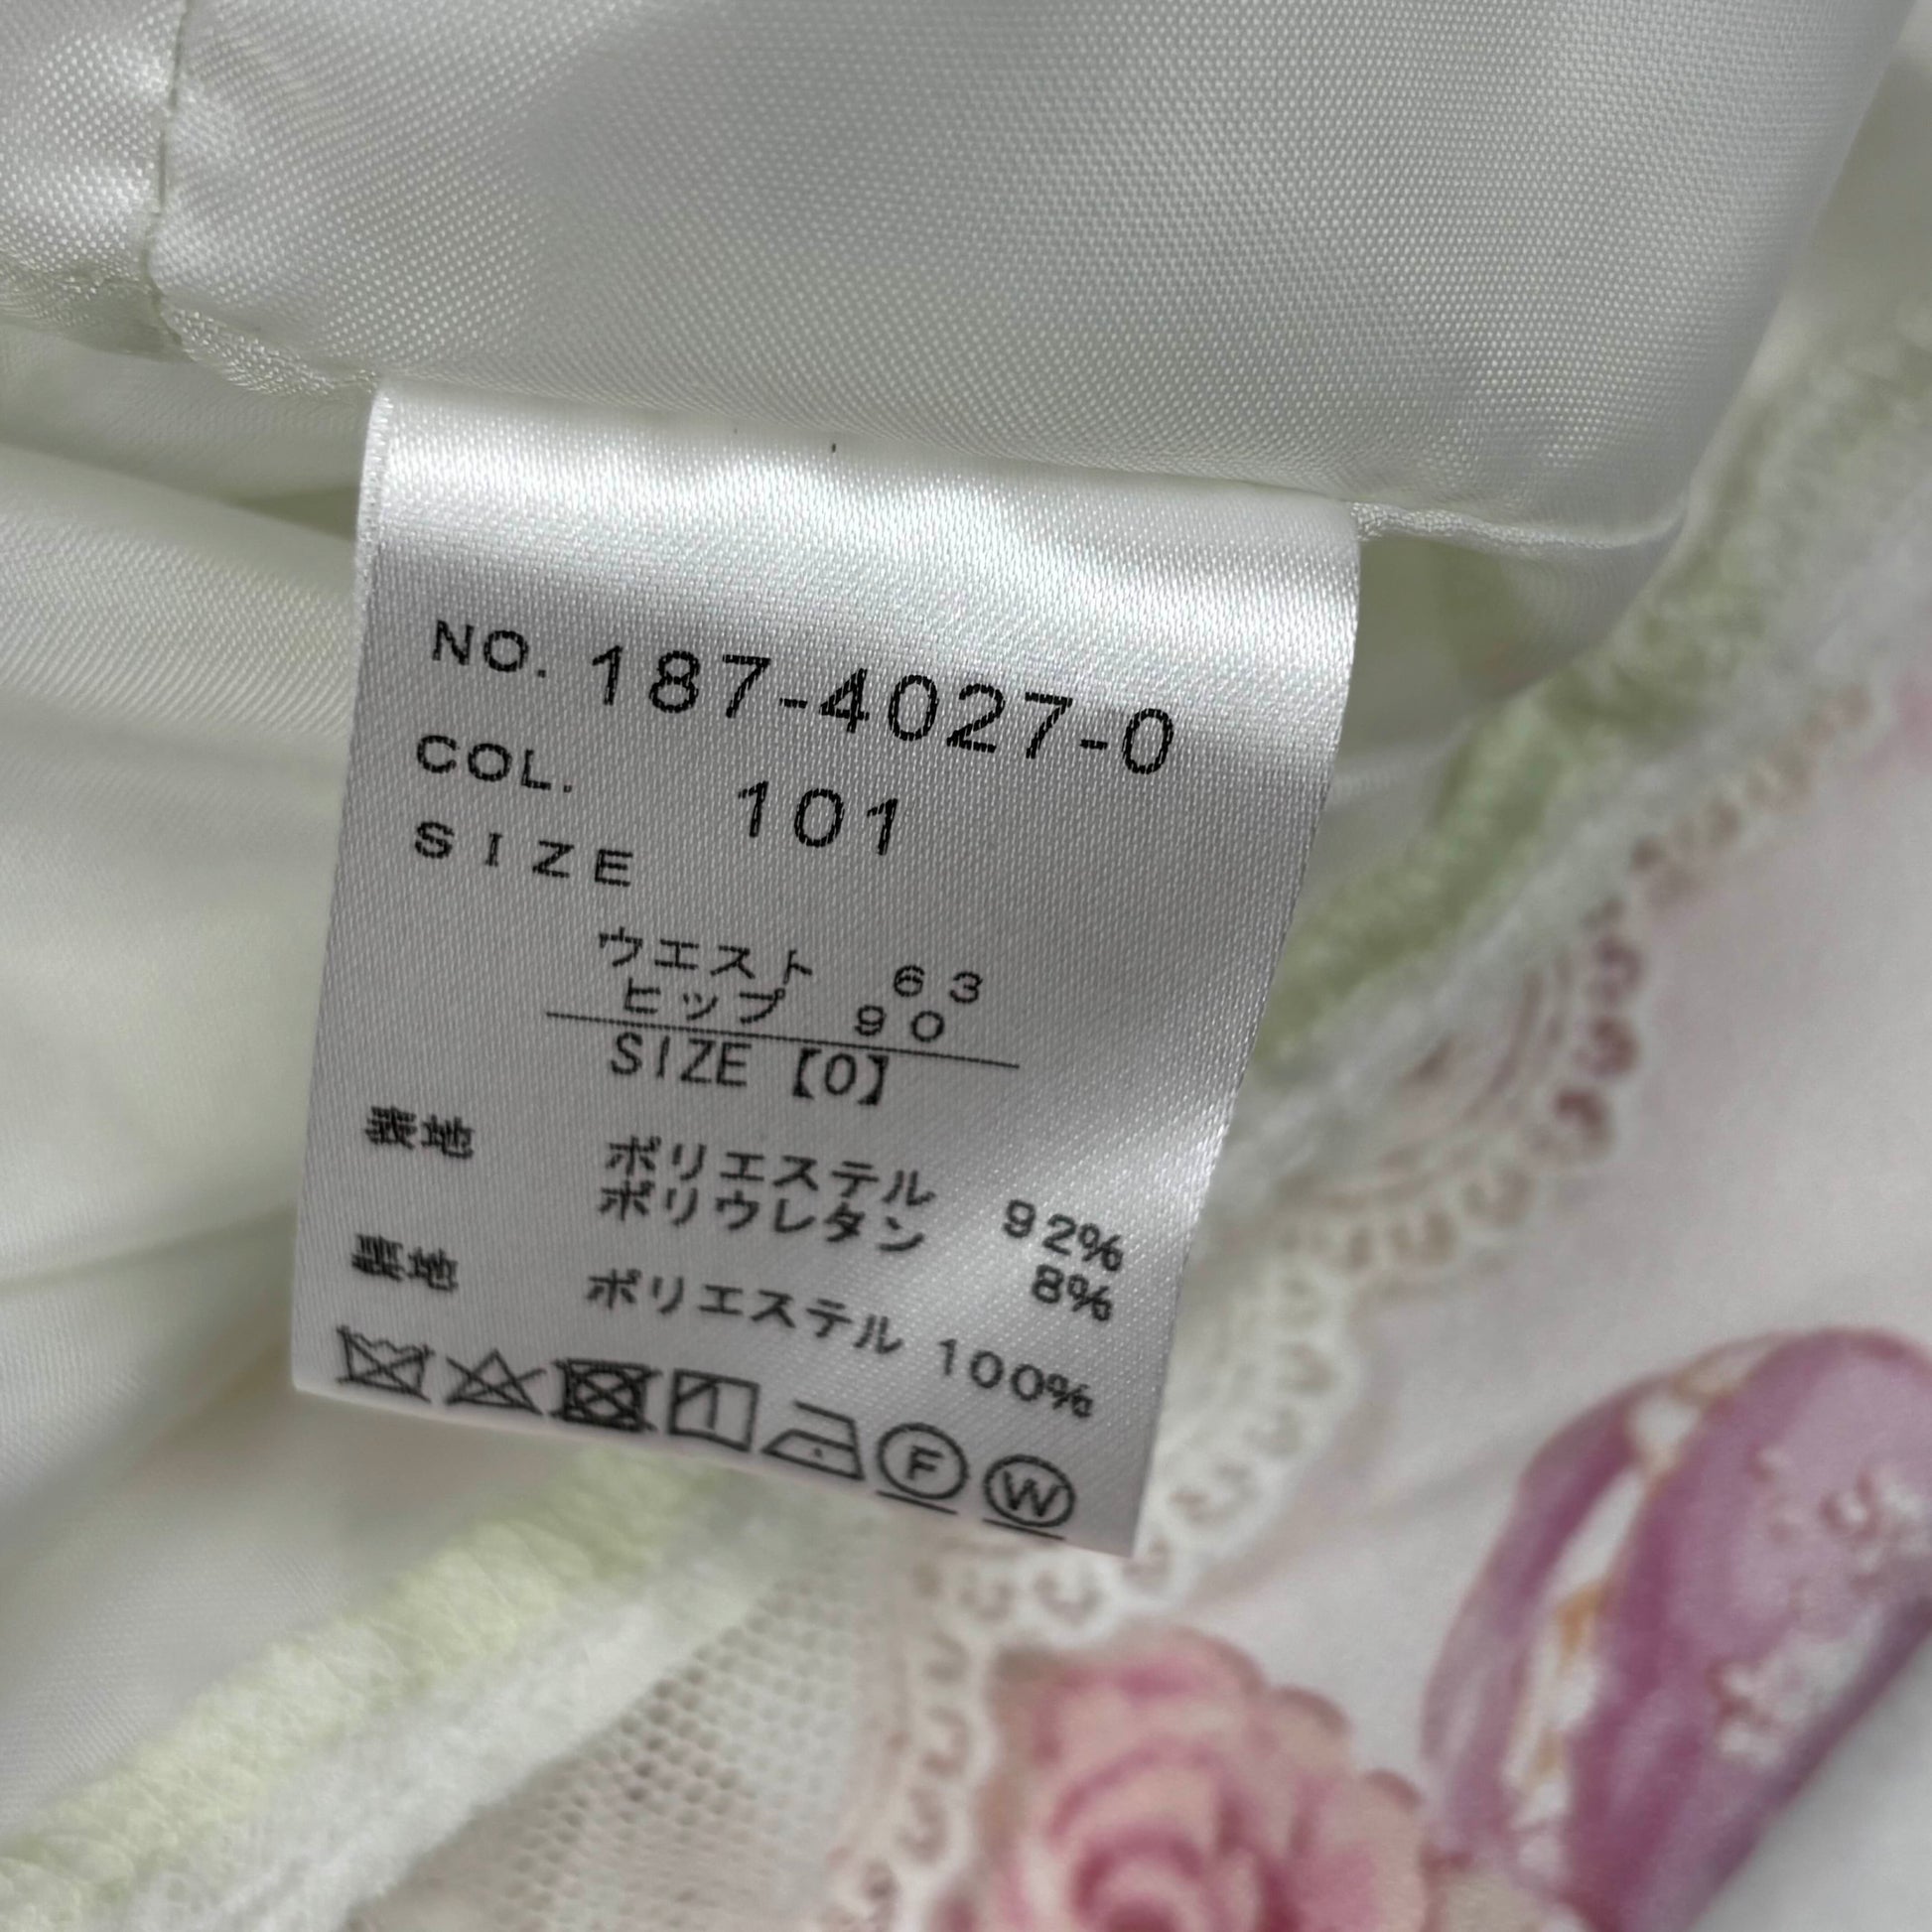 NO. 187-4027-0
COL. 101
SIZE
ウエスト 63
ヒップ 90
SIZE【0】
表地 ポリエステル 92%
ポリウレタン 8%
裏地 ポリエステル 100%
F W